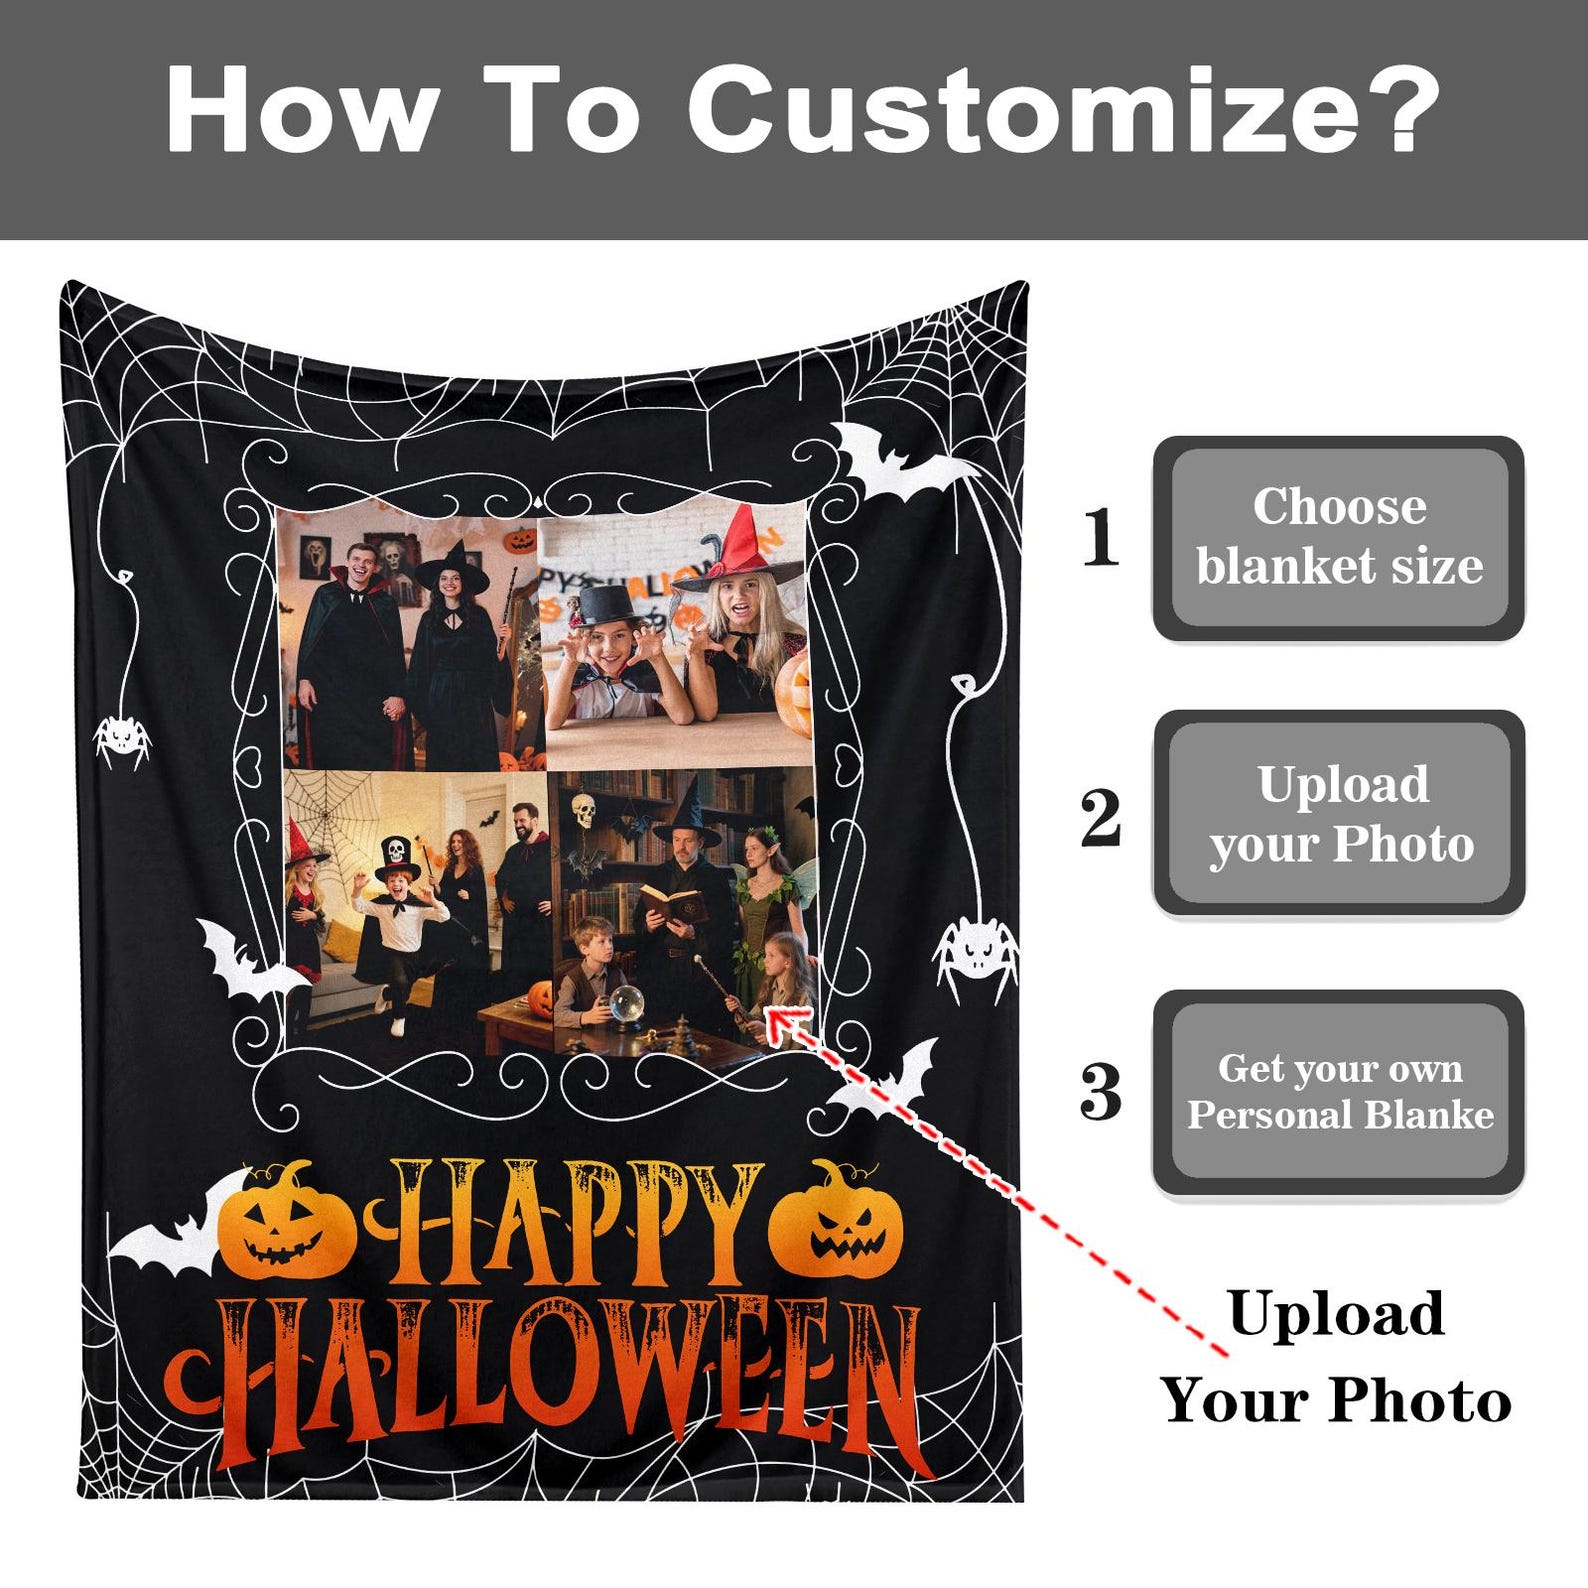 How To Customize?
HAPPY
HALLOWEEN
1
Choose
blanket size
2
Upload
your Photo
3
Get your own
Personal Blanke
Upload
Your Photo